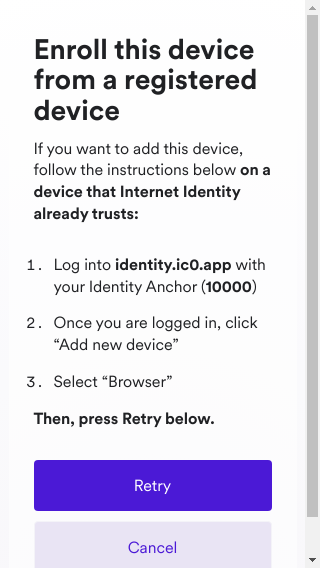 Enroll this device
from a registered
device
If you want to add this device,
follow the instructions below on a
device that Internet Identity
already trusts:
1. Log into identity.ic0.app with
your Identity Anchor (10000)
2. Once you are logged in, click
“Add new device”
3. Select “Browser”
Then, press Retry below.
Retry
Cancel